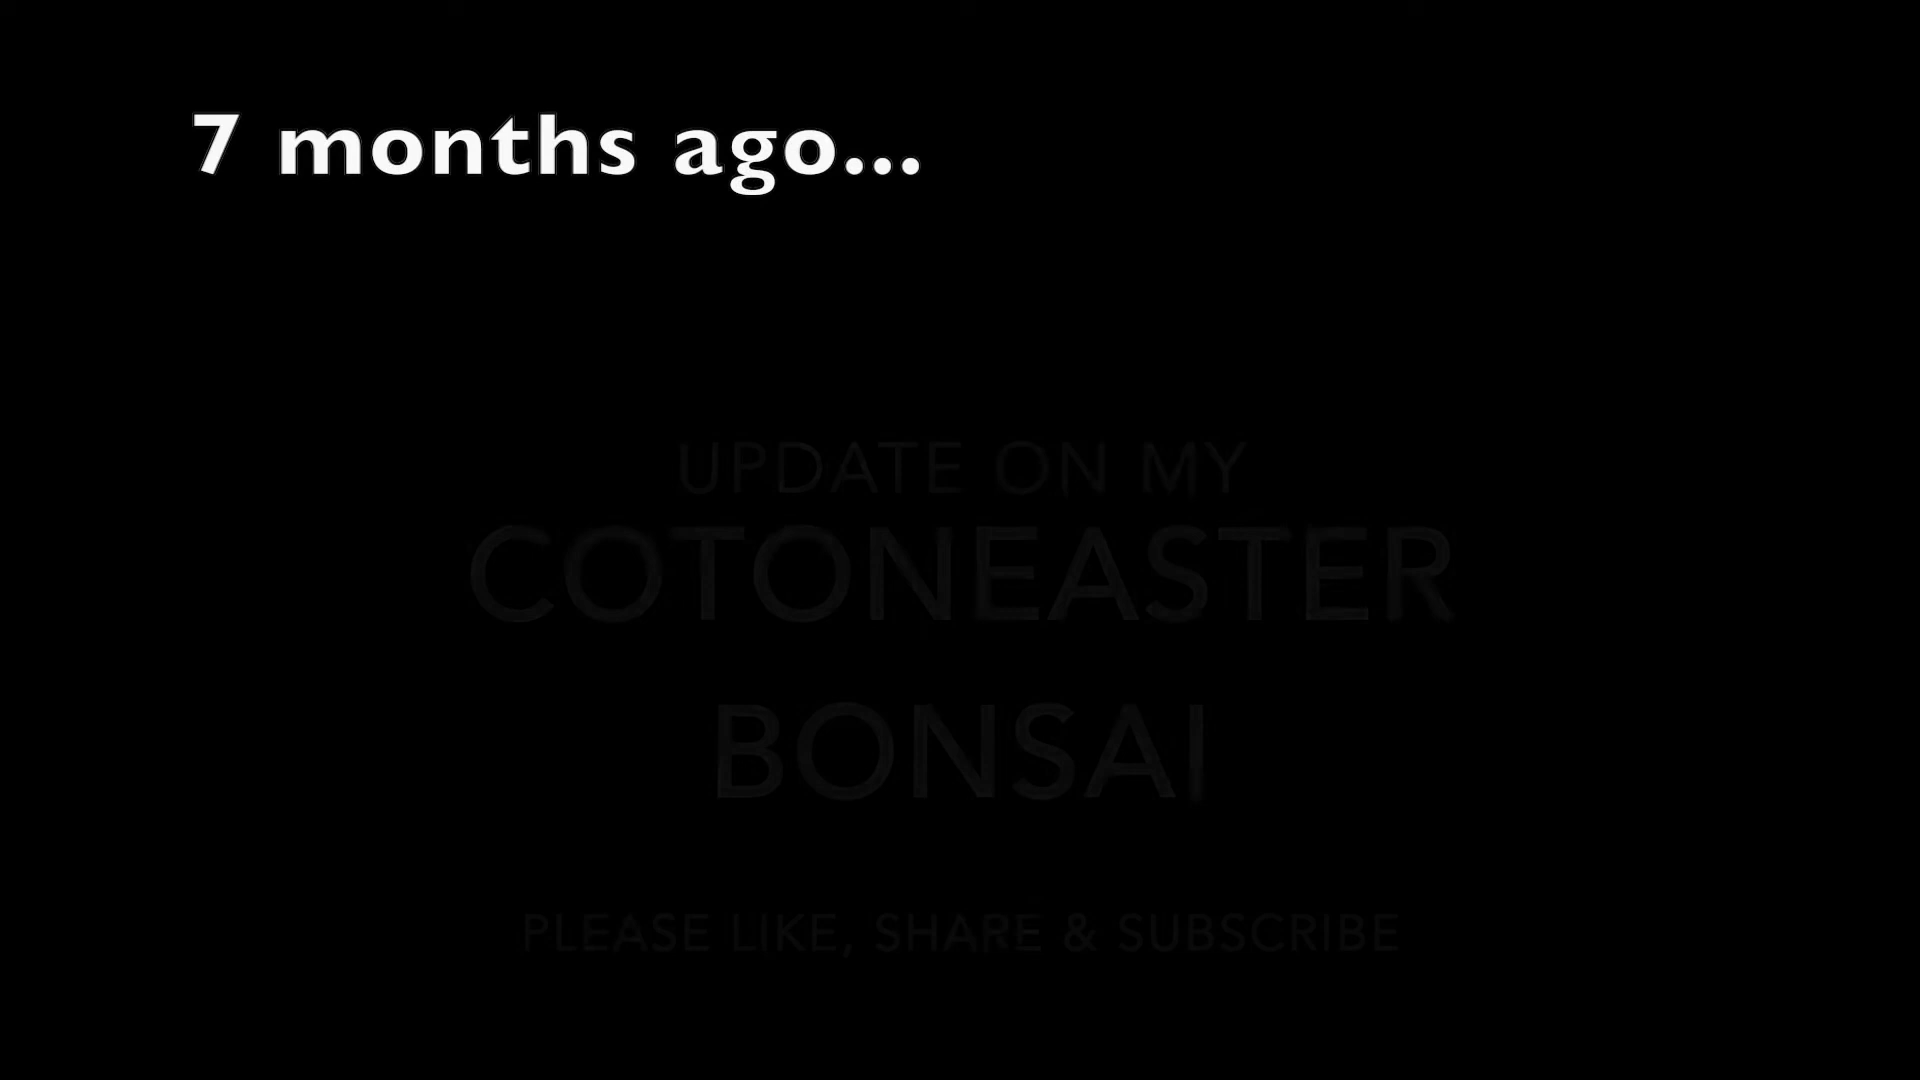 7 months ago...
UPDATE ON MY
COTONEASTER
BONSAI
PLEASE LIKE, SHARE & SUBSCRIBE